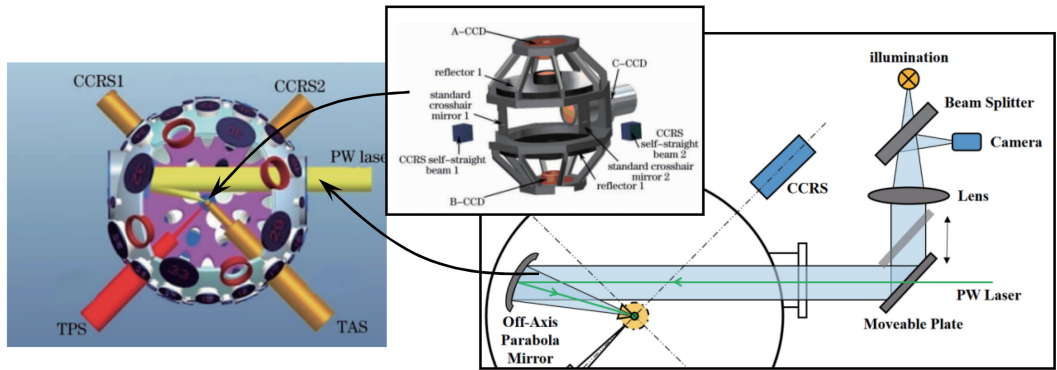 CCRS1
CCRS2
PW lase
TPS
TAS
33
A-CCD
C-CCD
reflector 1
standard
crosshair
mirror 1
CCRS self-straight
beam 1
CCRS
self-straight
beam 2
standard crosshair
mirror 2
reflector 1
B-CCD
illumination
Beam Splitter
Camera
CCRS
Lens
PW Laser
Off-Axis
Parabola
Mirror
Moveable Plate